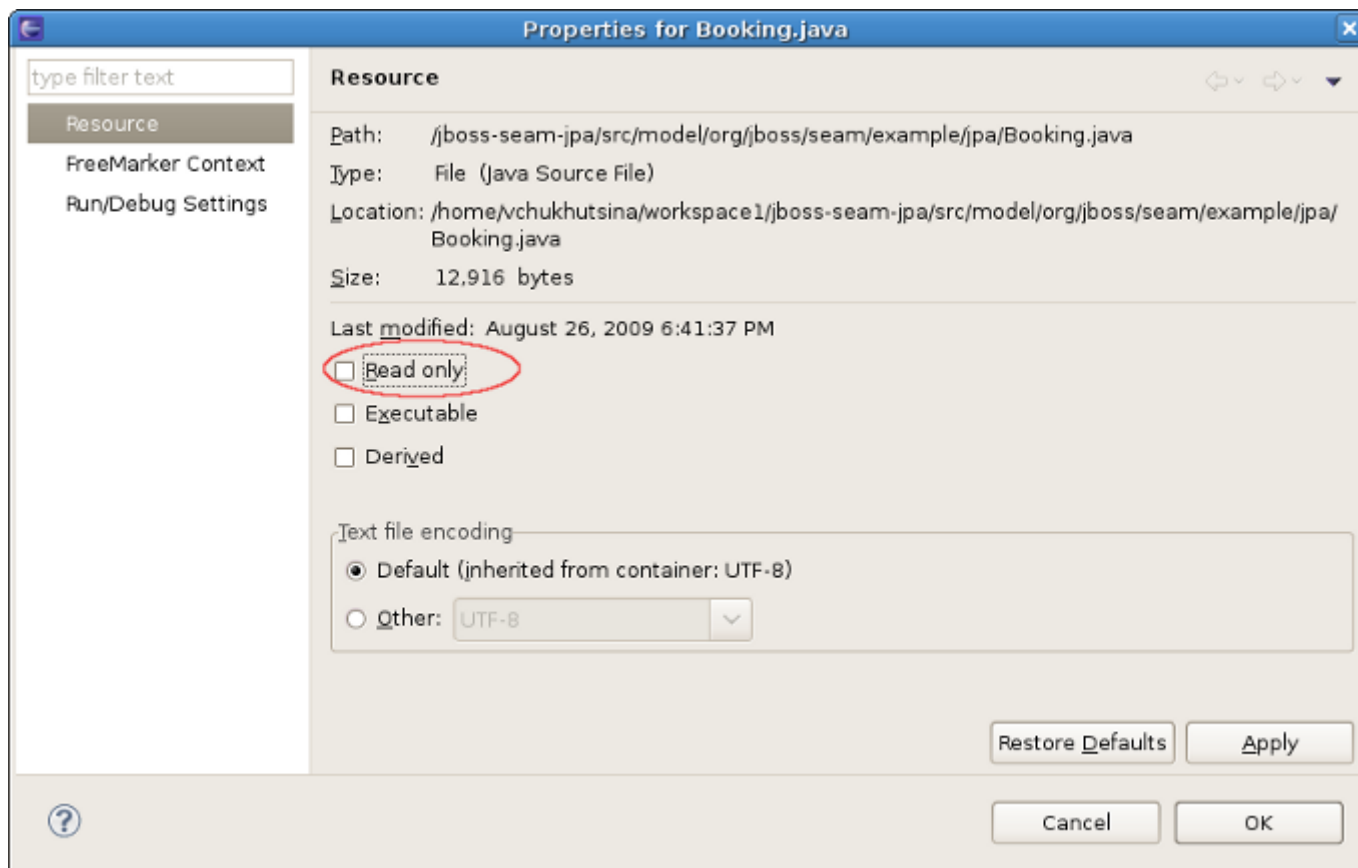 Properties for Booking.java
type filter text
Resource
FreeMarker Context
Run/Debug Settings
Resource
Path: /jboss-seam-jpa/src/model/org/jboss/seam/example/jpa/Booking.java
Type: File (Java Source File)
Location: /home/vchukhutsina/workspace1/jboss-seam-jpa/src/model/org/jboss/seam/example/jpa/
Booking.java
Size: 12,916 bytes
Last modified: August 26, 2009 6:41:37 PM
Read only
Executable
Derived
Text file encoding
Default (inherited from container: UTF-8)
Other: UTF-8
Restore Defaults Apply
? Cancel OK